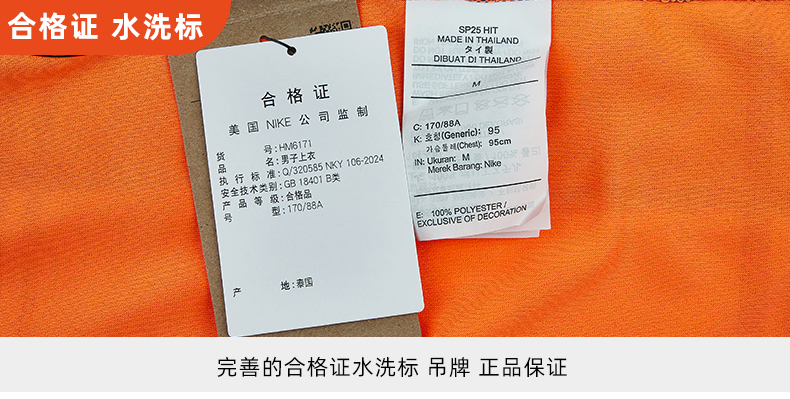 合格证 水洗标
合格证
美国 NIKE 公司监制
货号:HM6171
品名:男子上衣
执行标准:Q/320585 NKY 106-2024
安全技术类别:GB 18401 B类
产品等级:合格品
号型:170/88A
产地:泰国
SP25 HIT
MADE IN THAILAND
タイ製
DIBUAT DI THAILAND
M
C: 170/88A
K: 호칭(Generic): 95
가슴둘레(Chest): 95cm
IN: Ukuran: M
Merek Barang: Nike
E: 100% POLYESTER /
EXCLUSIVE OF DECORATION
完善的合格证水洗标 吊牌 正品保证